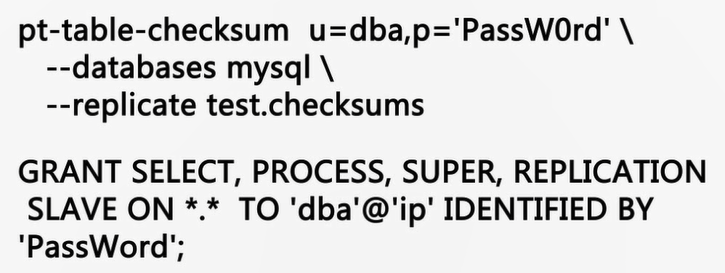 pt-table-checksum  u=dba,p='PassW0rd' \
--databases mysql \
--replicate test.checksums
GRANT SELECT, PROCESS, SUPER, REPLICATION
SLAVE ON *.*  TO 'dba'@'ip' IDENTIFIED BY
'PassWord';